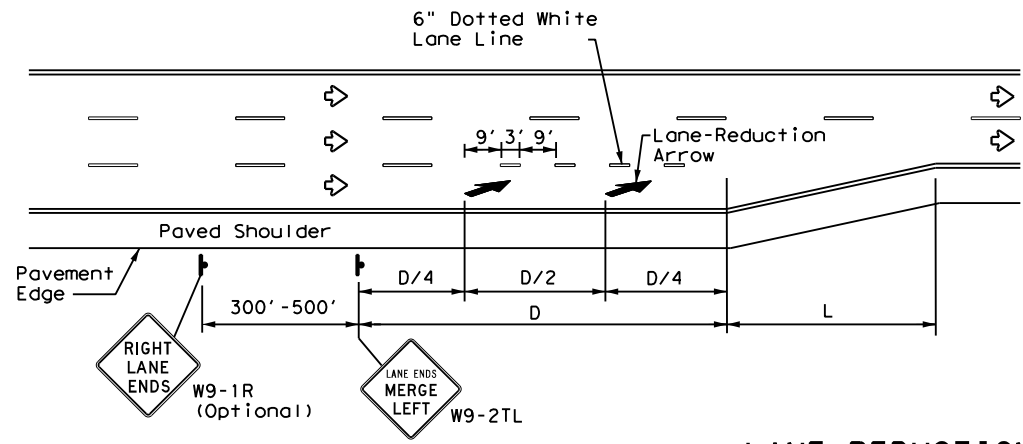 6" Dotted White
Lane Line
9' 3' 9'
Lane-Reduction
Arrow
Paved Shoulder
Pavement
Edge
D/4 D/2 D/4
300'-500' D L
RIGHT
LANE
ENDS
W9-1R
(Optional)
LANE ENDS
MERGE
LEFT
W9-2TL